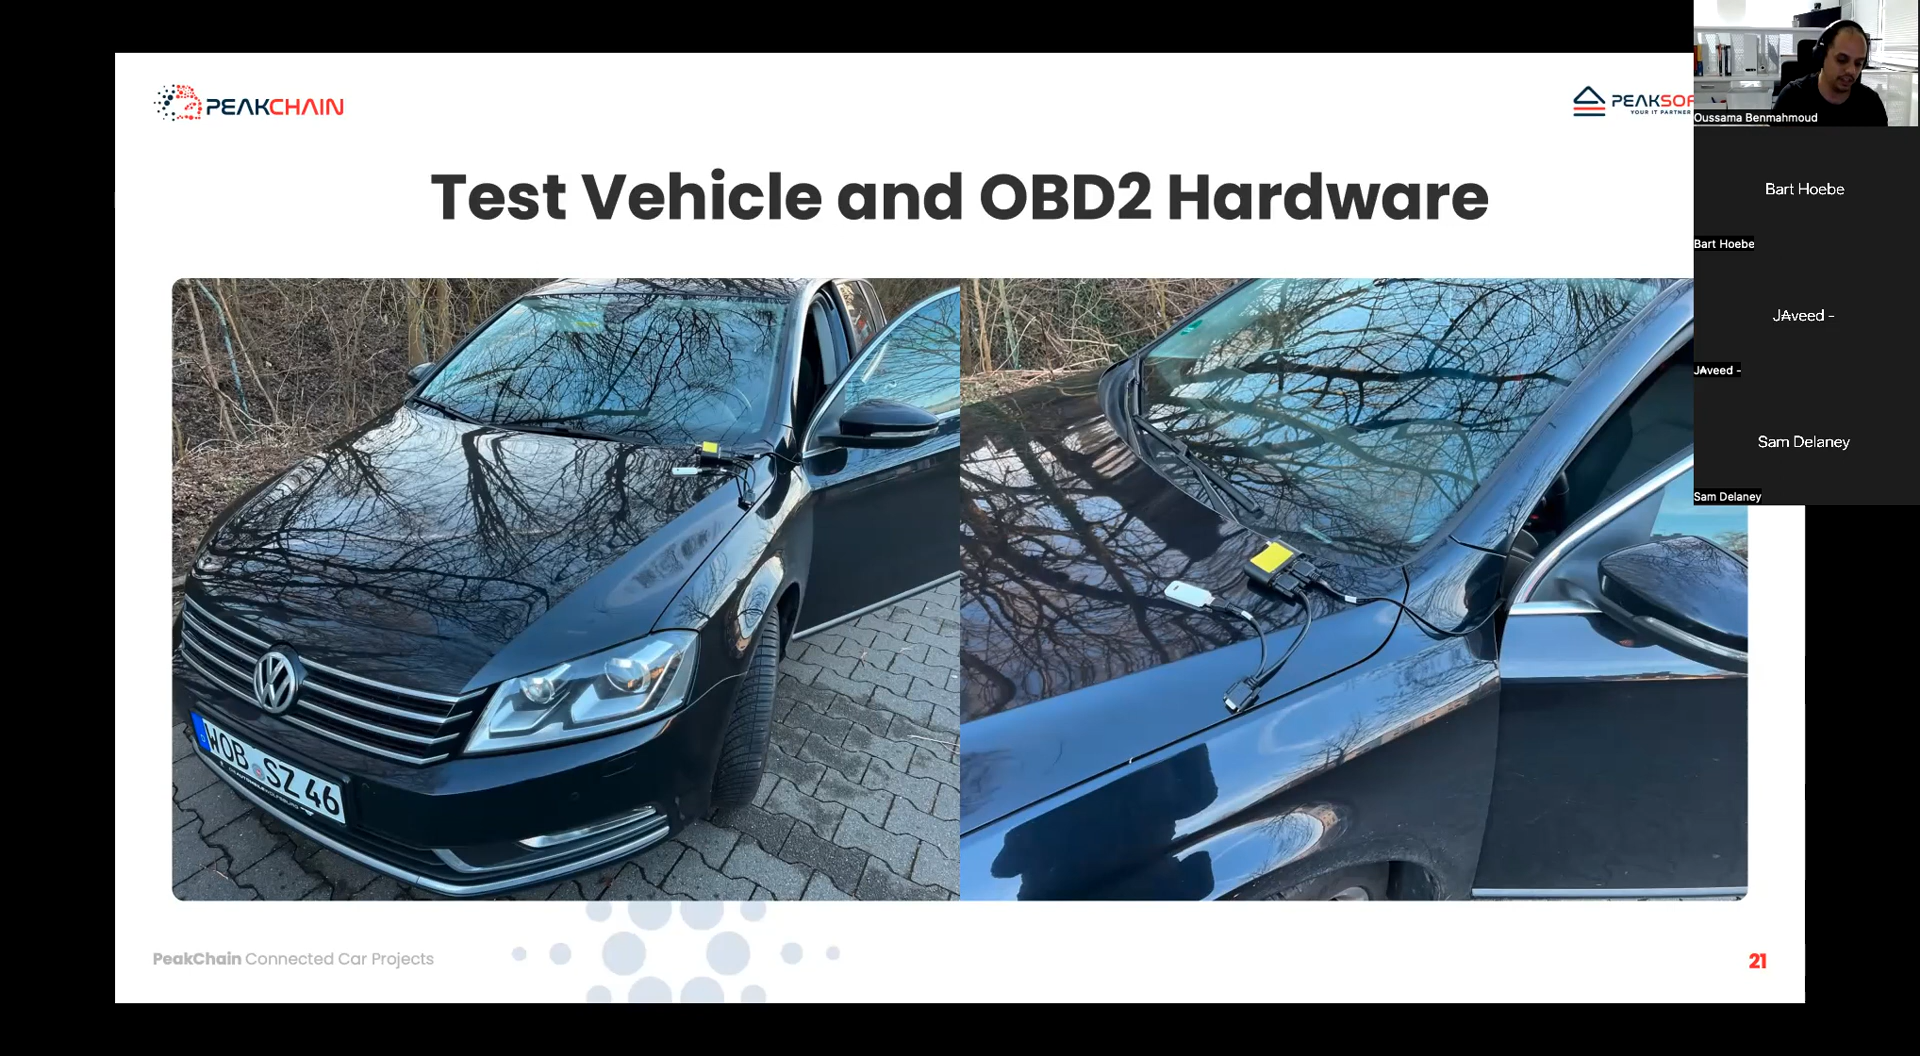 PEAKCHAIN
PEAKSOF
YOUR IT PARTNER
Test Vehicle and OBD2 Hardware
WOB SZ 46
PeakChain Connected Car Projects
21
Oussama Benmahmoud
Bart Hoebe
Bart Hoebe
JAveed -
JAveed -
Sam Delaney
Sam Delaney